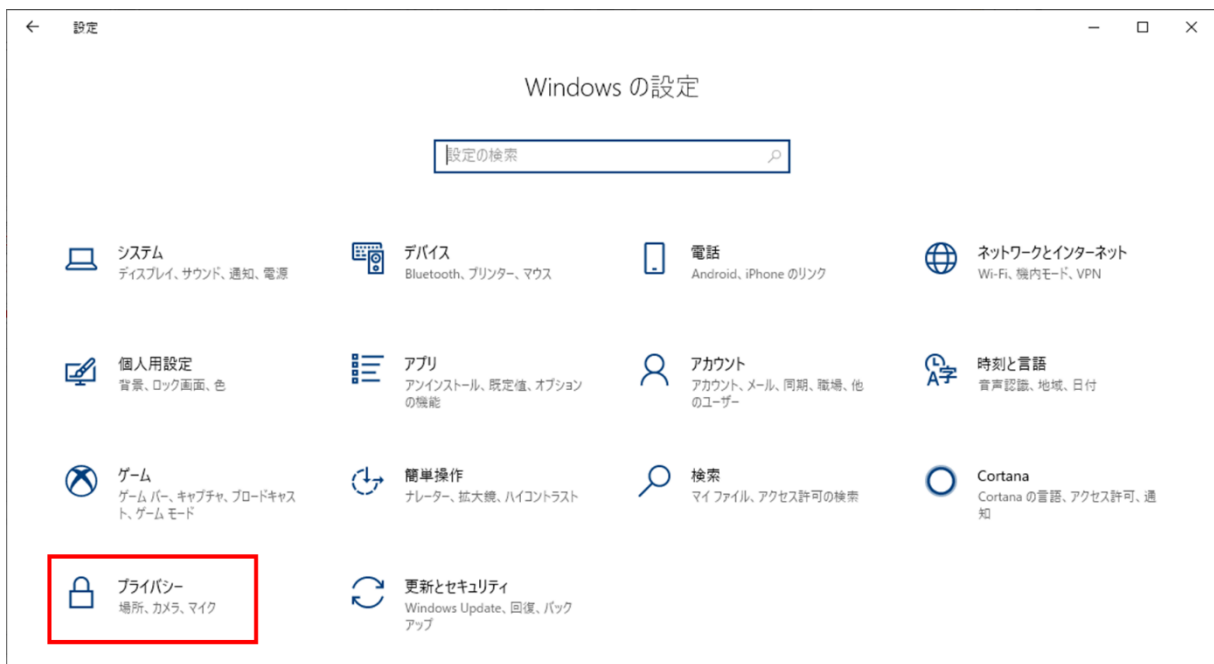 設定
Windows の設定
設定の検索
システム
ディスプレイ、サウンド、通知、電源
デバイス
Bluetooth、プリンター、マウス
電話
Android、iPhone のリンク
ネットワークとインターネット
Wi-Fi、機内モード、VPN
個人用設定
背景、ロック画面、色
アプリ
アンインストール、既定値、オプション
の機能
アカウント
アカウント、メール、同期、職場、他
のユーザー
時刻と言語
音声認識、地域、日付
ゲーム
ゲーム バー、キャプチャ、ブロードキャス
ト、ゲーム モード
簡単操作
ナレーター、拡大鏡、ハイコントラスト
検索
マイ ファイル、アクセス許可の検索
Cortana
Cortana の言語、アクセス許可、通
知
プライバシー
場所、カメラ、マイク
更新とセキュリティ
Windows Update、回復、バック
アップ